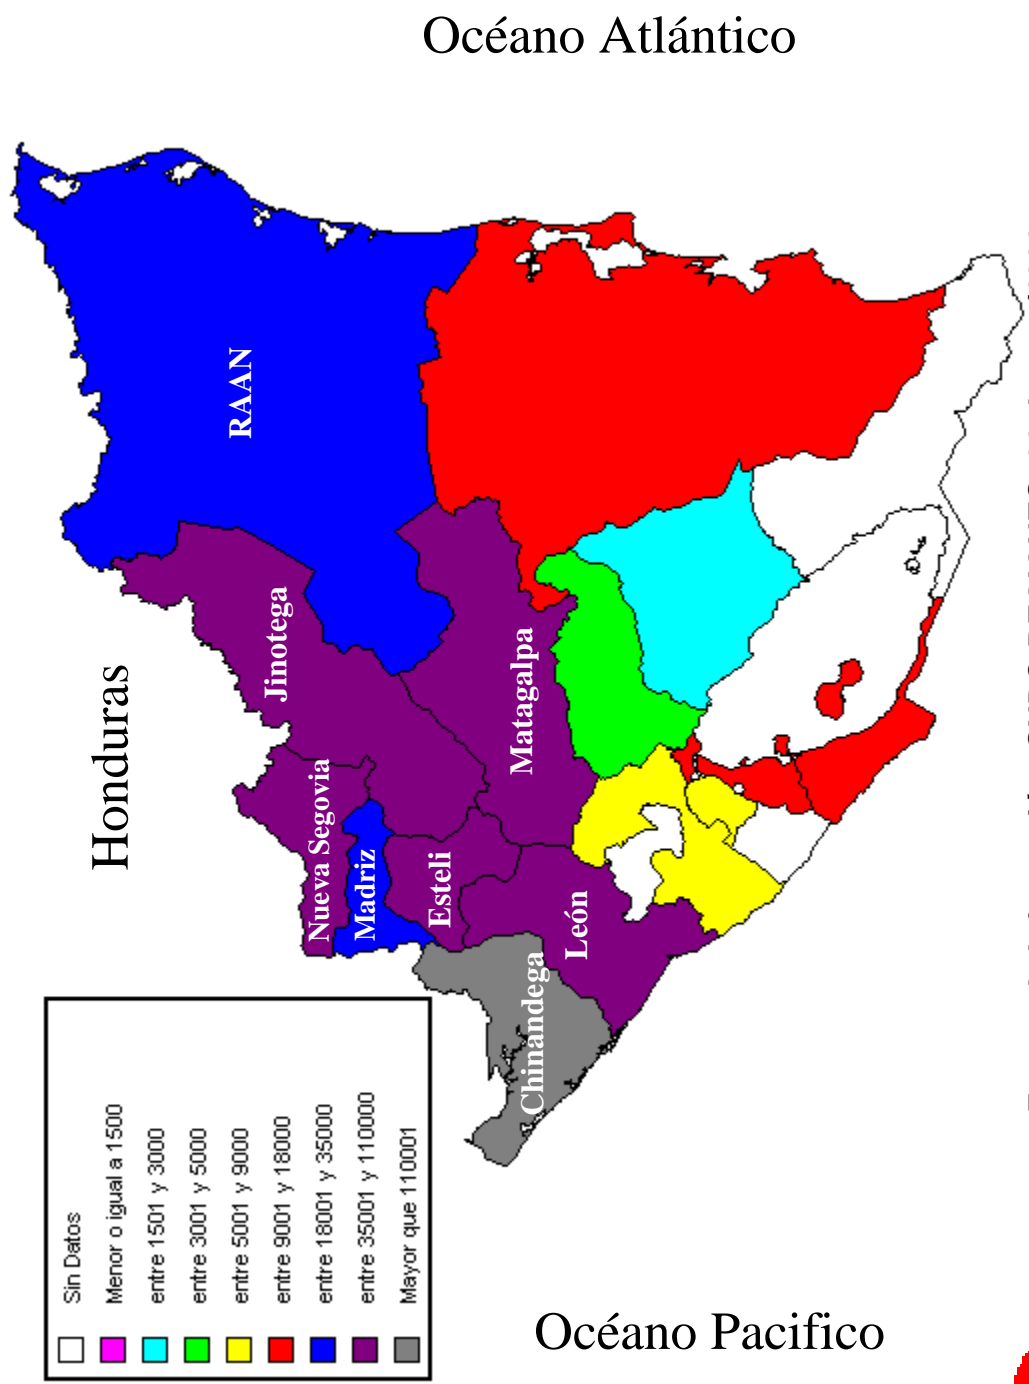 Océano Atlántico
Honduras
RAAN
Jinotega
Nueva Segovia
Madriz
Esteli
Matagalpa
León
Chinandega
Sin Datos
Menor o igual a 1500
entre 1501 y 3000
entre 3001 y 5000
entre 5001 y 9000
entre 9001 y 18000
entre 18001 y 35000
entre 35001 y 110000
Mayor que 110001
Océano Pacifico